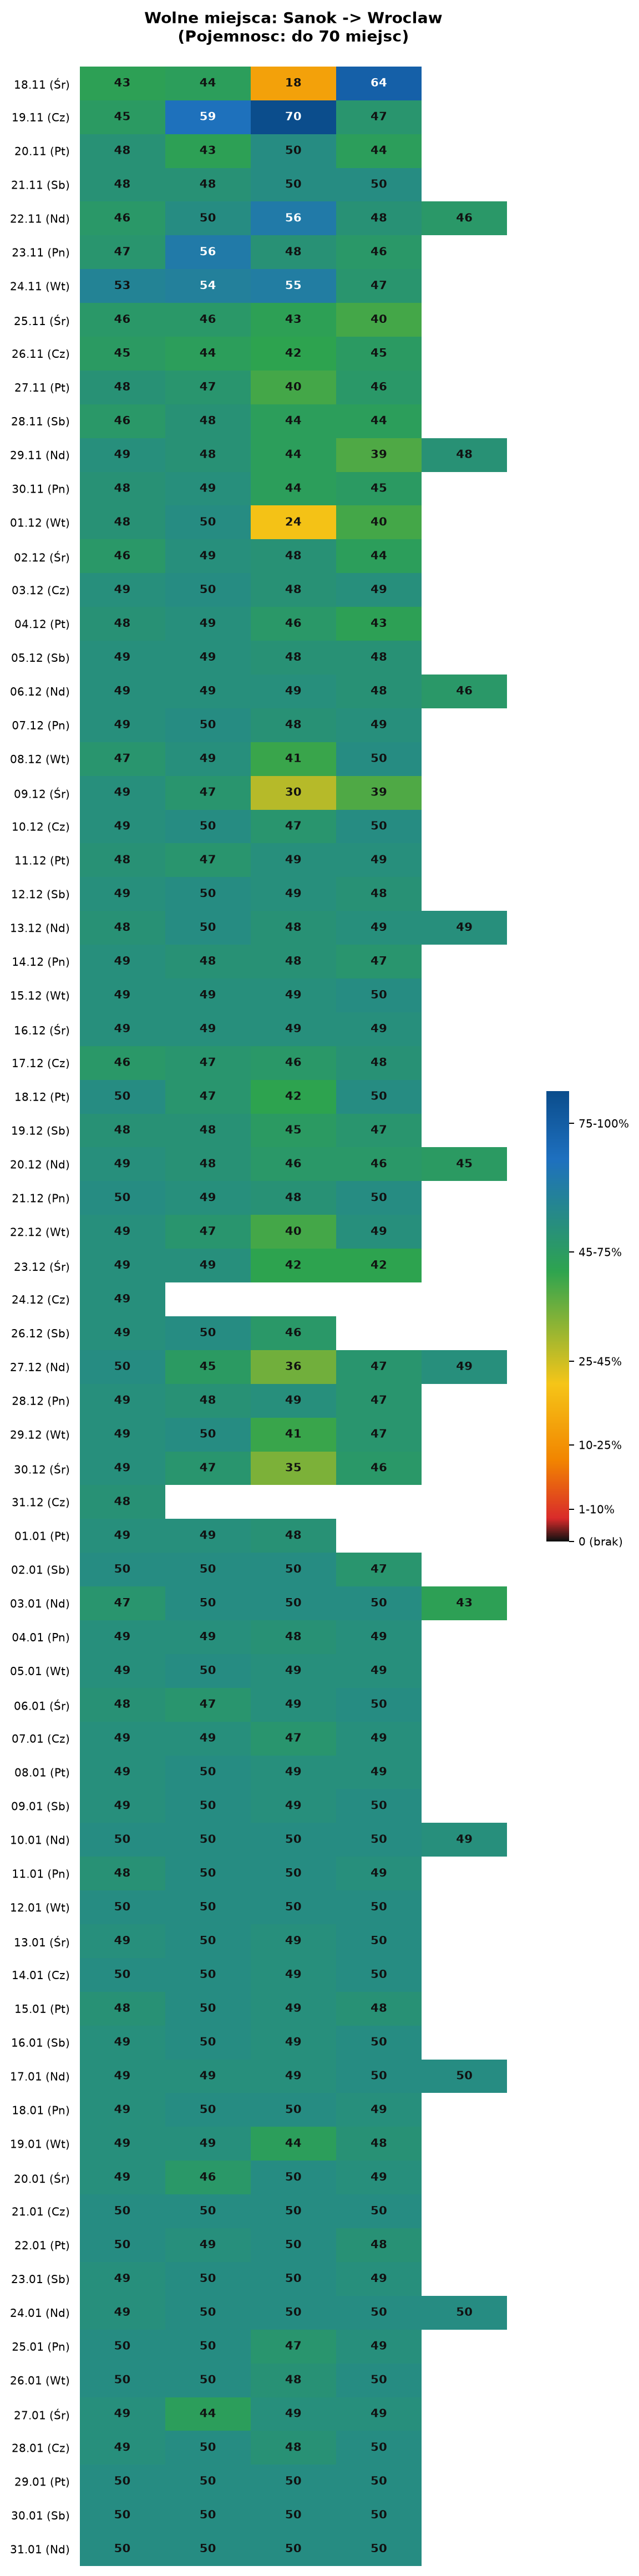 Wolne miejsca: Sanok -> Wroclaw
(Pojemnosc: do 70 miejsc)
18.11 (Śr) 43 44 18 64
19.11 (Cz) 45 59 70 47
20.11 (Pt) 48 43 50 44
21.11 (Sb) 48 48 50 50
22.11 (Nd) 46 50 56 48 46
23.11 (Pn) 47 56 48 46
24.11 (Wt) 53 54 55 47
25.11 (Śr) 46 46 43 40
26.11 (Cz) 45 44 42 45
27.11 (Pt) 48 47 40 46
28.11 (Sb) 46 48 44 44
29.11 (Nd) 49 48 44 39 48
30.11 (Pn) 48 49 44 45
01.12 (Wt) 48 50 24 40
02.12 (Śr) 46 49 48 44
03.12 (Cz) 49 50 48 49
04.12 (Pt) 48 49 46 43
05.12 (Sb) 49 49 48 48
06.12 (Nd) 49 49 49 48 46
07.12 (Pn) 49 50 48 49
08.12 (Wt) 47 49 41 50
09.12 (Śr) 49 47 30 39
10.12 (Cz) 49 50 47 50
11.12 (Pt) 48 47 49 49
12.12 (Sb) 49 50 49 48
13.12 (Nd) 48 50 48 49 49
14.12 (Pn) 49 48 48 47
15.12 (Wt) 49 49 49 50
16.12 (Śr) 49 49 49 49
17.12 (Cz) 46 47 46 48
18.12 (Pt) 50 47 42 50
19.12 (Sb) 48 48 45 47
20.12 (Nd) 49 48 46 46 45
21.12 (Pn) 50 49 48 50
22.12 (Wt) 49 47 40 49
23.12 (Śr) 49 49 42 42
24.12 (Cz) 49
26.12 (Sb) 49 50 46
27.12 (Nd) 50 45 36 47 49
28.12 (Pn) 49 48 49 47
29.12 (Wt) 49 50 41 47
30.12 (Śr) 49 47 35 46
31.12 (Cz) 48
01.01 (Pt) 49 49 48
02.01 (Sb) 50 50 50 47
03.01 (Nd) 47 50 50 50 43
04.01 (Pn) 49 49 48 49
05.01 (Wt) 49 50 49 49
06.01 (Śr) 48 47 49 50
07.01 (Cz) 49 49 47 49
08.01 (Pt) 49 50 49 49
09.01 (Sb) 49 50 49 50
10.01 (Nd) 50 50 50 50 49
11.01 (Pn) 48 50 50 49
12.01 (Wt) 50 50 50 50
13.01 (Śr) 49 50 49 50
14.01 (Cz) 50 50 49 50
15.01 (Pt) 48 50 49 48
16.01 (Sb) 49 50 49 50
17.01 (Nd) 49 49 49 50 50
18.01 (Pn) 49 50 50 49
19.01 (Wt) 49 49 44 48
20.01 (Śr) 49 46 50 49
21.01 (Cz) 50 50 50 50
22.01 (Pt) 50 49 50 48
23.01 (Sb) 49 50 50 49
24.01 (Nd) 49 50 50 50 50
25.01 (Pn) 50 50 47 49
26.01 (Wt) 50 50 48 50
27.01 (Śr) 49 44 49 49
28.01 (Cz) 49 50 48 50
29.01 (Pt) 50 50 50 50
30.01 (Sb) 50 50 50 50
31.01 (Nd) 50 50 50 50
75-100%
45-75%
25-45%
10-25%
1-10%
0 (brak)